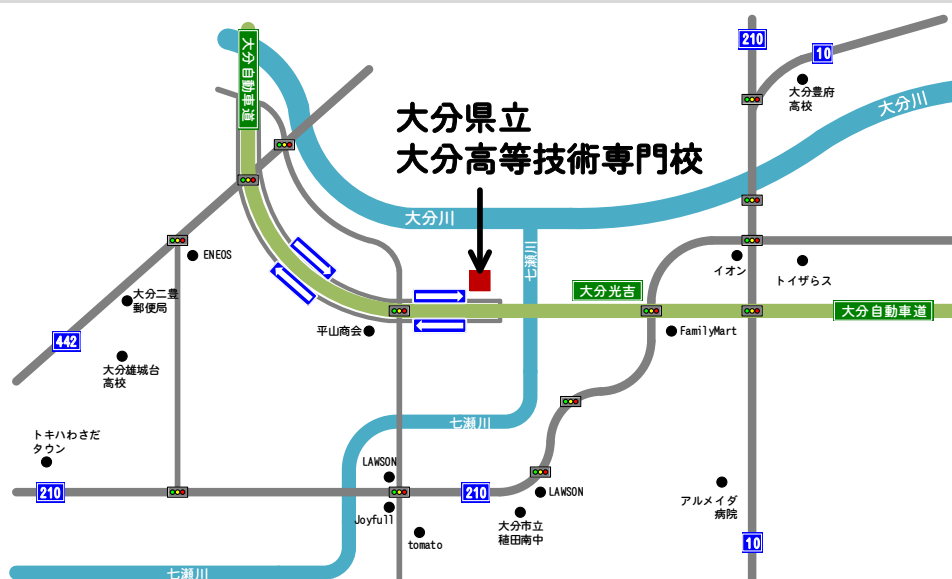 大分自動車道
210
10
大分豊府
高校
大分川
大分県立
大分高等技術専門校
大分川
七瀬川
ENEOS
イオン
トイザらス
大分二豊
郵便局
大分光吉
大分自動車道
平山商会
FamilyMart
442
大分雄城台
高校
七瀬川
トキハわさだ
タウン
LAWSON
210
210
LAWSON
アルメイダ
病院
Joyfull
大分市立
稙田南中
tomato
10
七瀬川